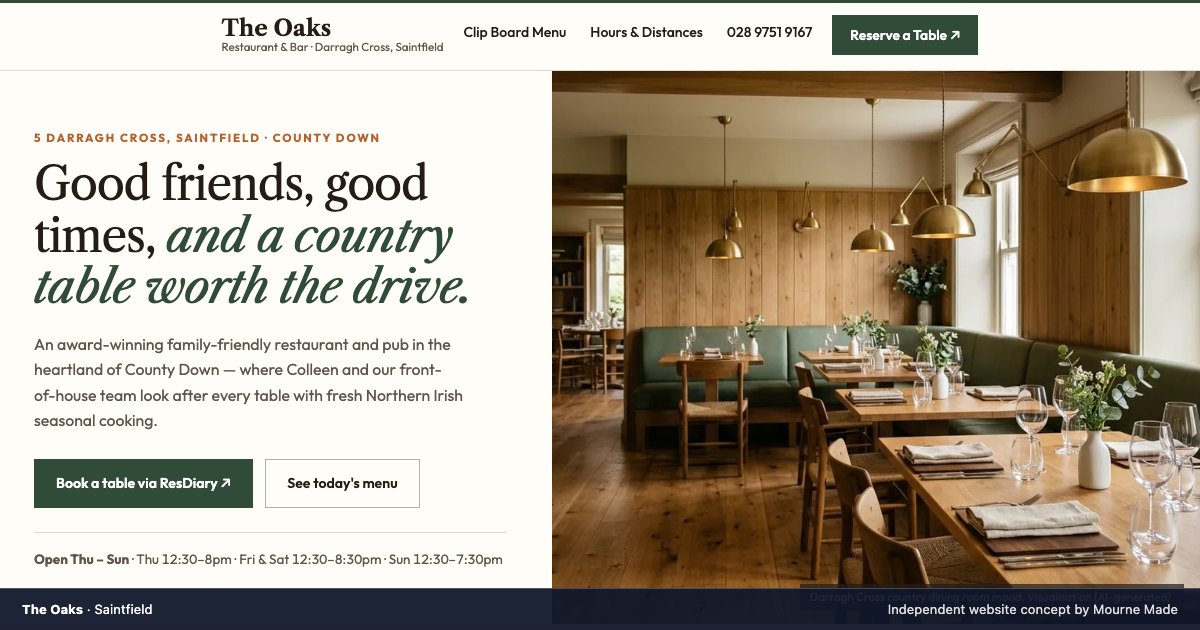 The Oaks
Restaurant & Bar · Darragh Cross, Saintfield
Clip Board Menu
Hours & Distances
028 9751 9167
Reserve a Table ↗
5 DARRAGH CROSS, SAINTFIELD · COUNTY DOWN
Good friends, good
times, and a country
table worth the drive.
An award-winning family-friendly restaurant and pub in the
heartland of County Down — where Colleen and our front-
of-house team look after every table with fresh Northern Irish
seasonal cooking.
Book a table via ResDiary ↗
See today's menu
Open Thu – Sun · Thu 12:30–8pm · Fri & Sat 12:30–8:30pm · Sun 12:30–7:30pm
Darragh Cross country dining room mood. Visualisation (AI-generated).
The Oaks · Saintfield
Independent website concept by Mourne Made